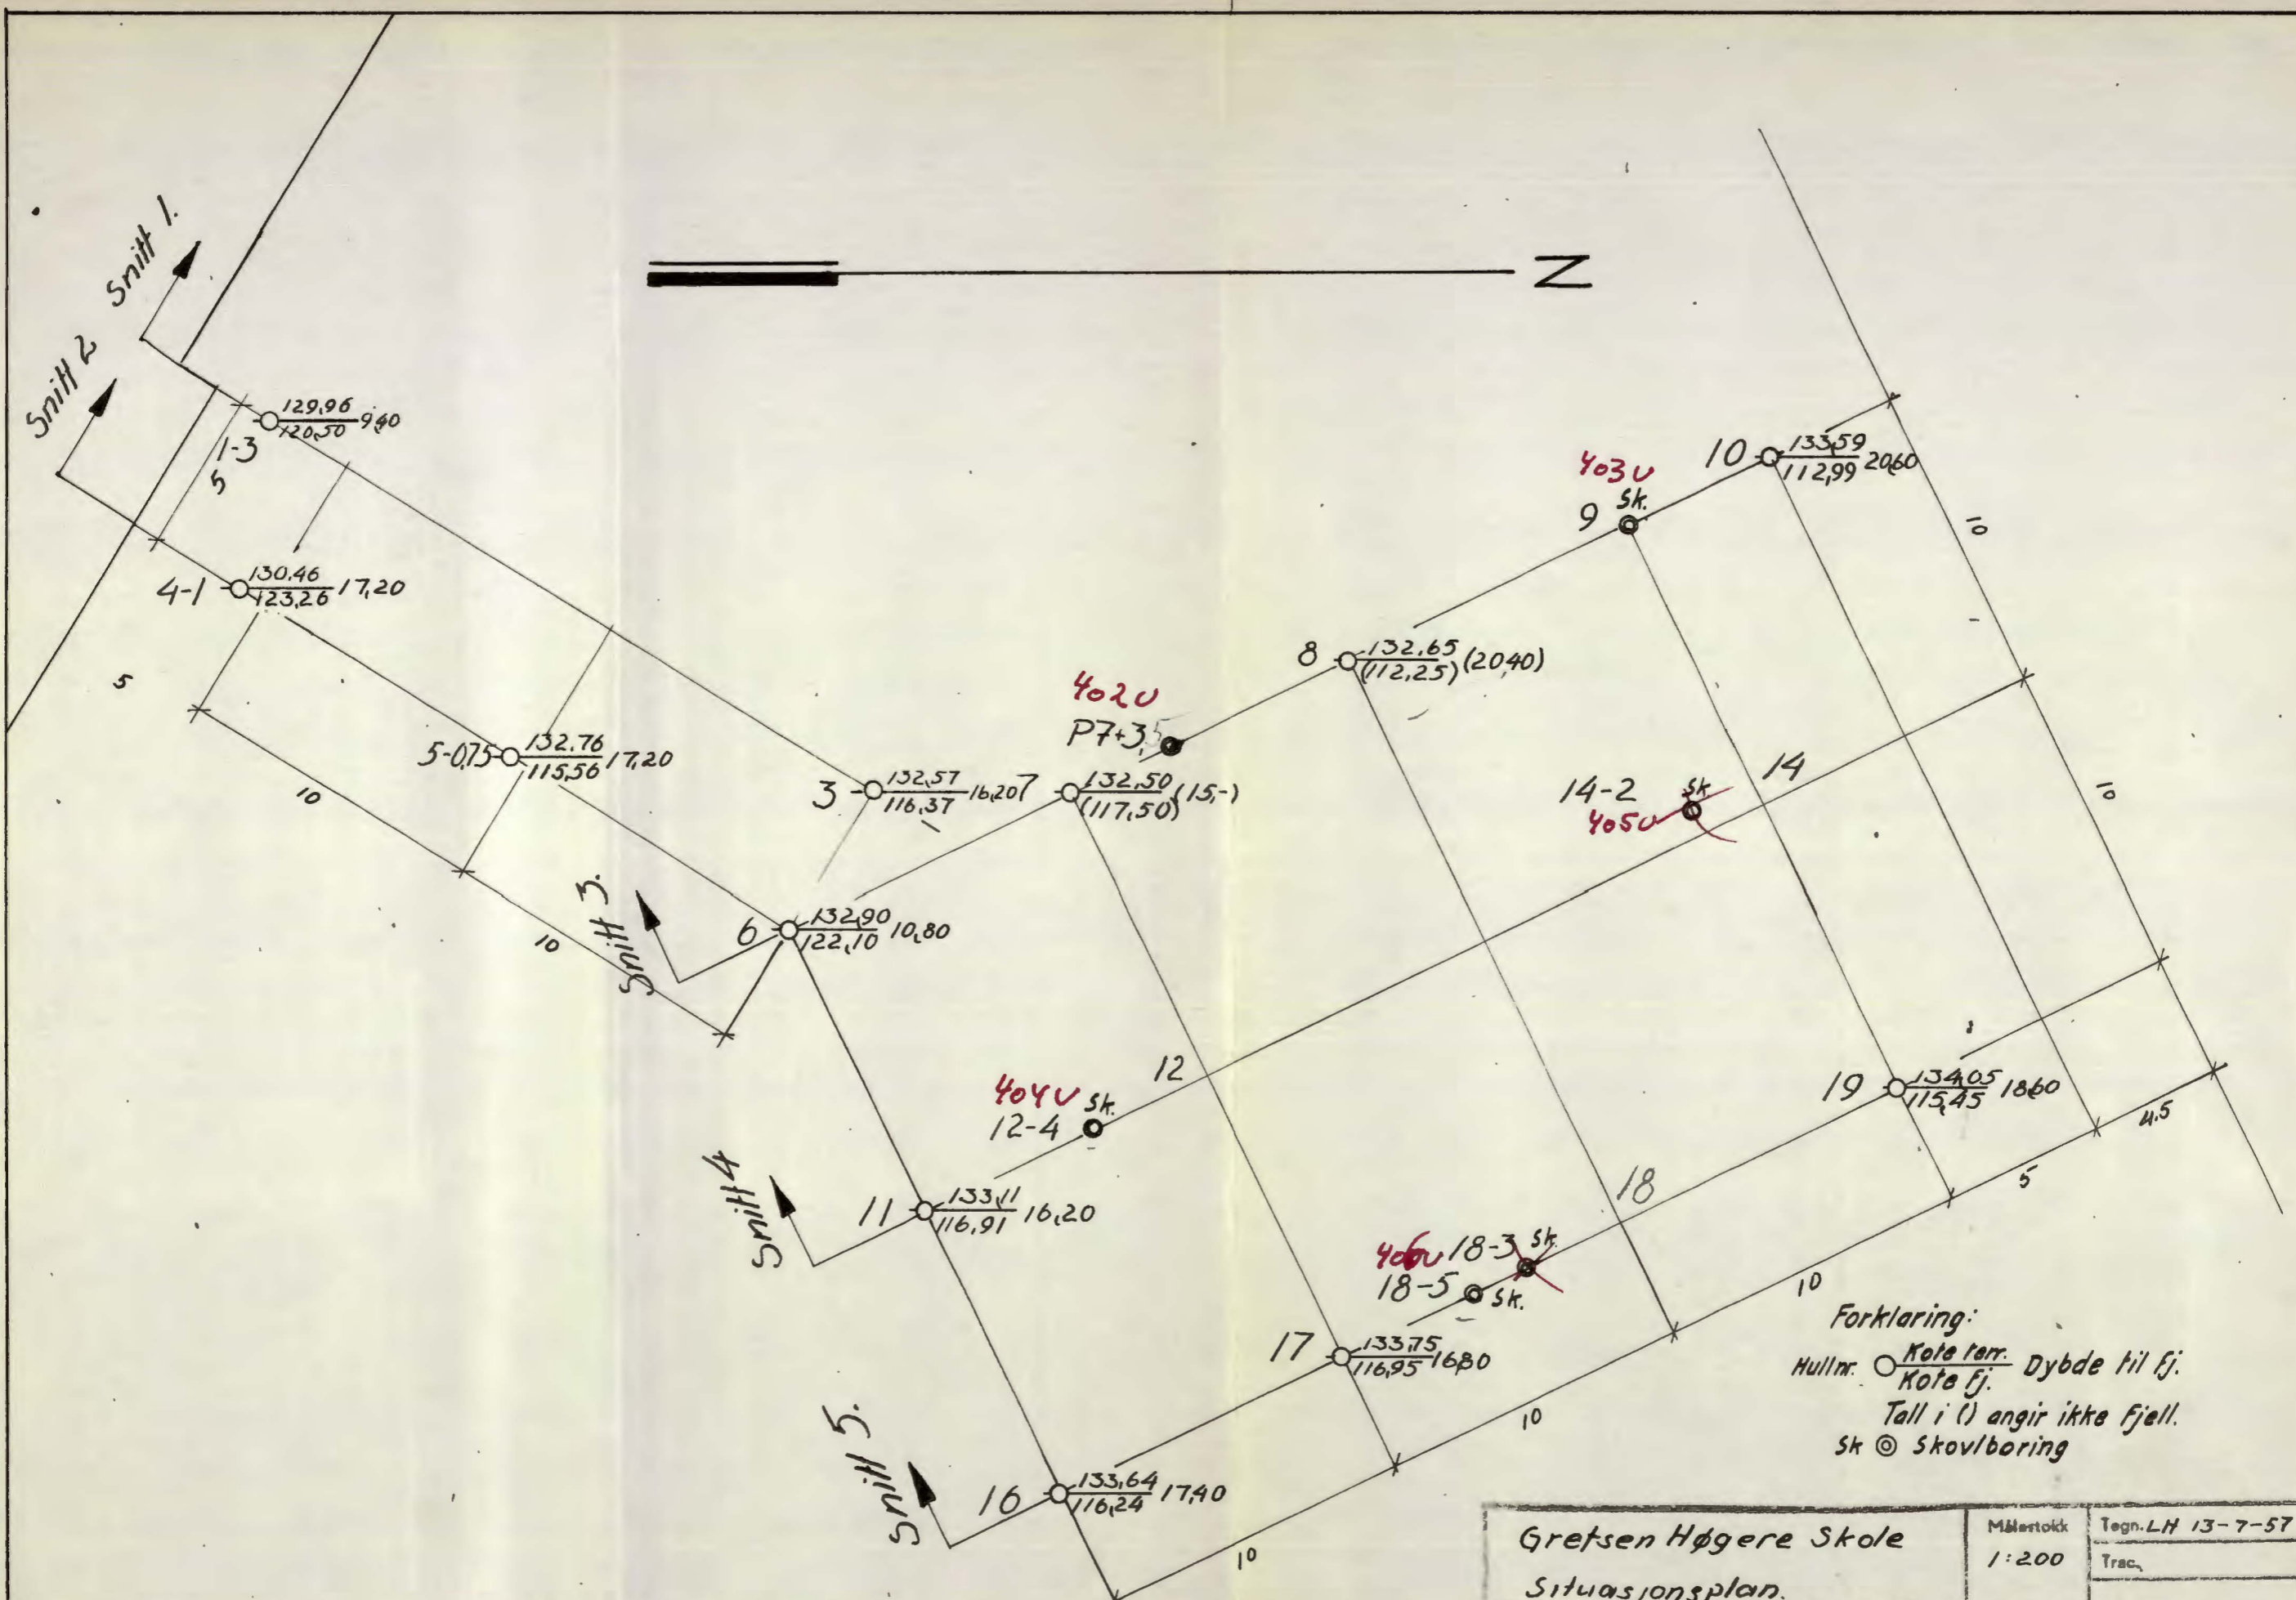 Snitt 1.
Snitt 2
129,96
120,50
9,40
1-3
5
4-1
130,46
123,26
17,20
5
5-0,75
132,76
115,56
17,20
10
10
N
3
132,57
116,37
16,20
7
132,50
(117,50)
(15,-)
402U
P7+3,5
8
132,65
(112,25)
(20,40)
403U
Sk.
9
10
133,59
112,99
20,60
10
10
14
14-2
Sk
405U
Snitt 3.
6
132,90
122,10
10,80
12
404U
Sk.
12-4
19
134,05
115,45
18,60
4.5
5
Snitt 4
11
133,11
116,91
16,20
18
406U
18-3
Sk.
18-5
Sk.
17
133,75
116,95
16,80
10
10
10
Snitt 5.
16
133,64
116,24
17,40
Forklaring:
Hullnr.
Kote terr.
Kote fj.
Dybde til fj.
Tall i () angir ikke fjell.
Sk ⊚ Skovlboring
Gretsen Høgere Skole
Situasjonsplan.
Målestokk
1:200
Tegn. LH 13-7-57
Trac.